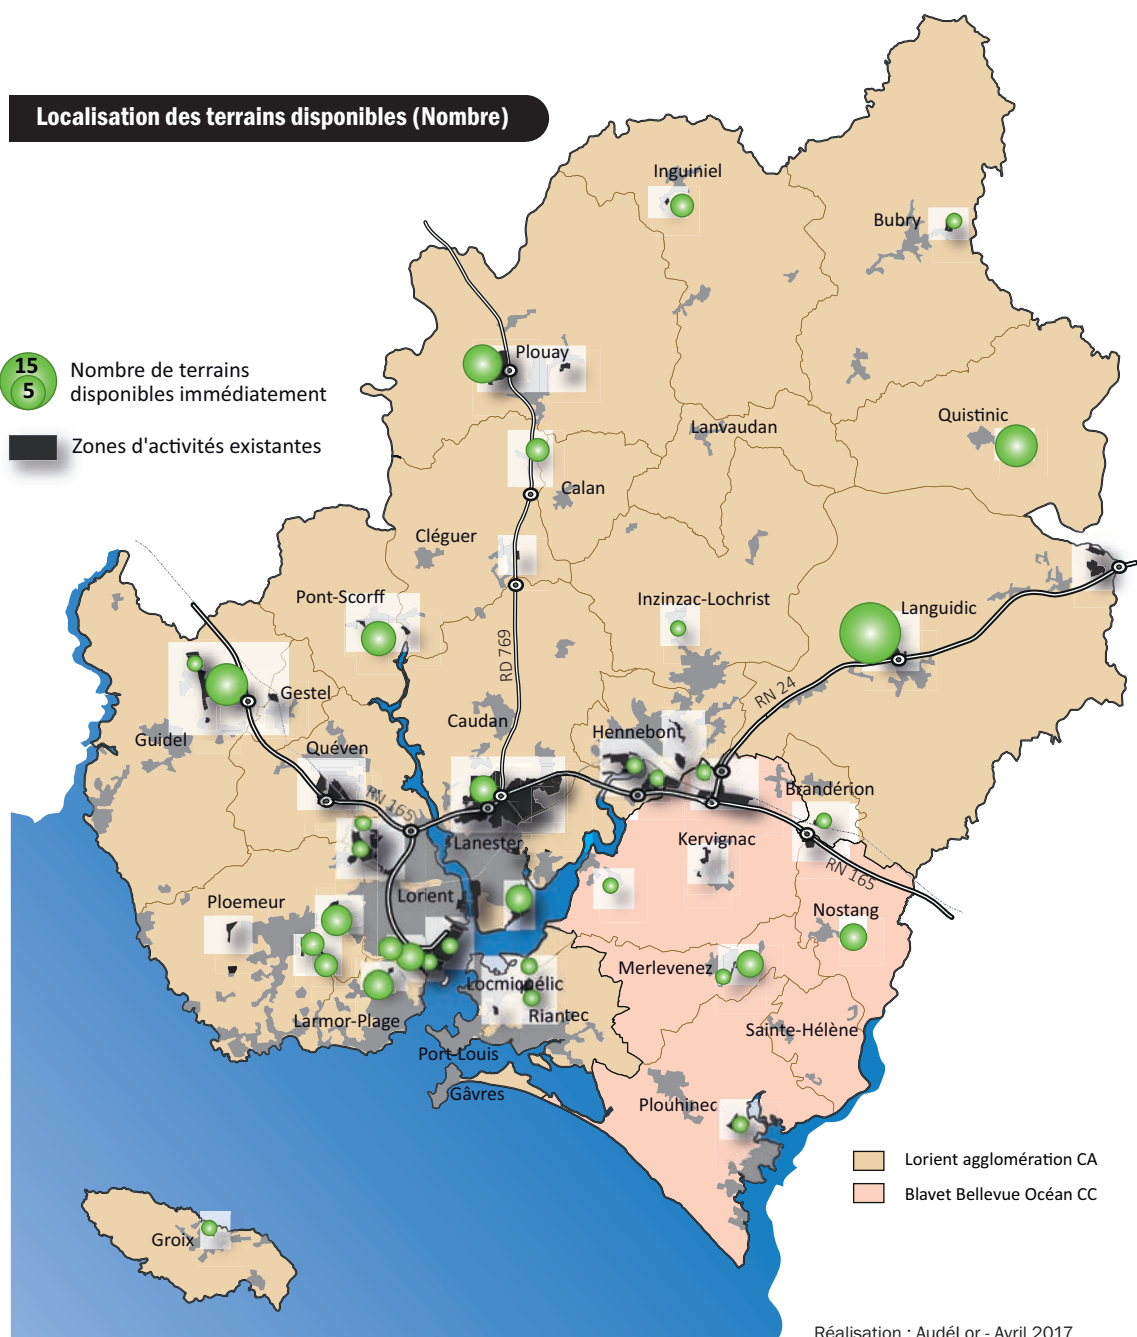 Localisation des terrains disponibles (Nombre)
Inguiniel
Bubry
15
5
Nombre de terrains
disponibles immédiatement
Zones d'activités existantes
Plouay
Quistinic
Lanvaudan
Calan
Cléguer
Pont-Scorff
Inzinzac-Lochrist
Languidic
RD 769
RN 24
Gestel
Guidel
Caudan
Hennebont
Quéven
RN 165
Brandérion
Lanester
Kervignac
RN 165
Lorient
Ploemeur
Nostang
Merlevenez
Locmiquélic
Riantec
Larmor-Plage
Sainte-Hélène
Port-Louis
Gâvres
Plouhinec
Lorient agglomération CA
Blavet Bellevue Océan CC
Groix
Réalisation : AudéLor - Avril 2017